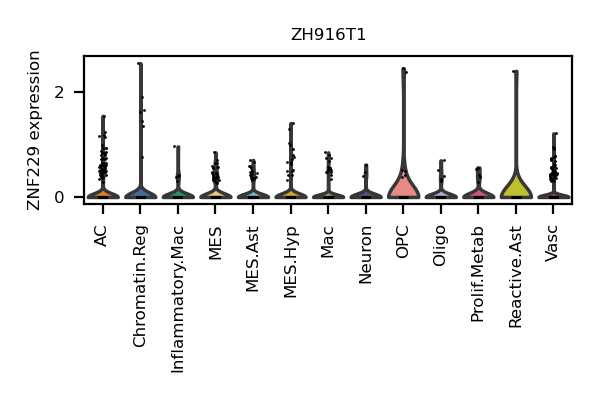 ZH916T1
ZNF229 expression
2
0
AC
Chromatin.Reg
Inflammatory.Mac
MES
MES.Ast
MES.Hyp
Mac
Neuron
OPC
Oligo
Prolif.Metab
Reactive.Ast
Vasc